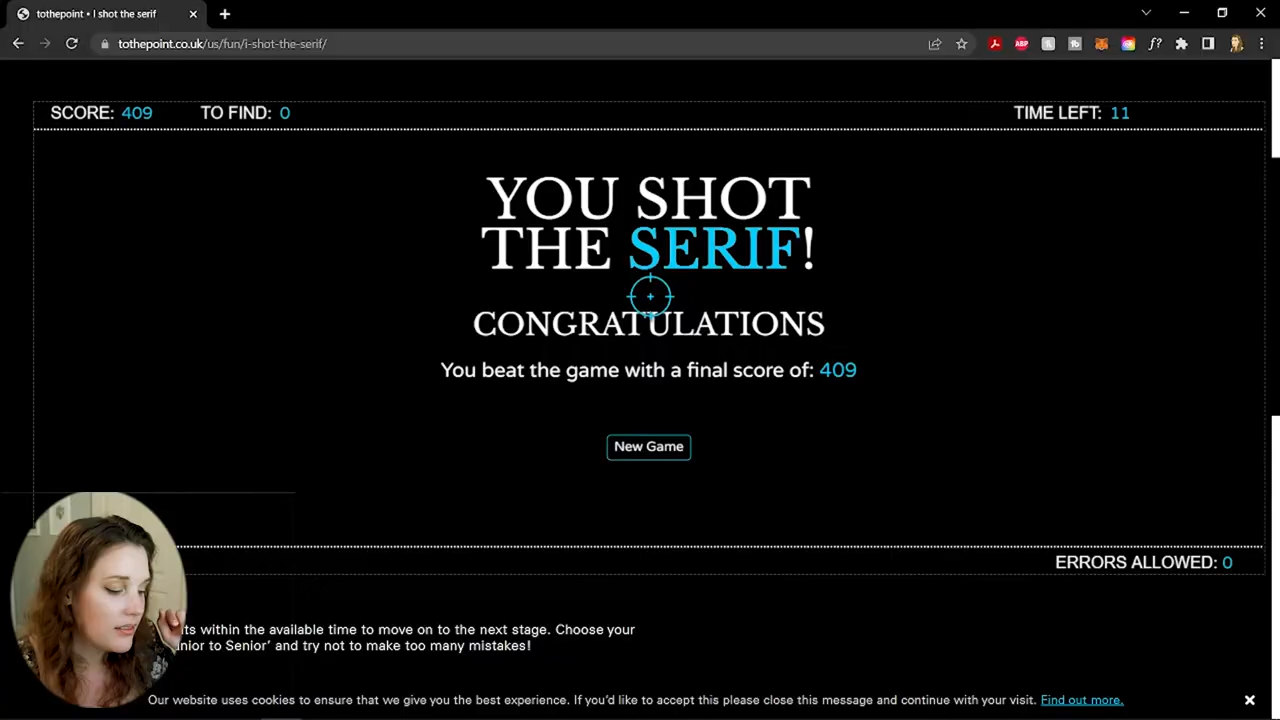 tothepoint • I shot the serif
tothepoint.co.uk/us/fun/i-shot-the-serif/
ABP
f?
SCORE: 409 TO FIND: 0 TIME LEFT: 11
YOU SHOT
THE SERIF!
CONGRATULATIONS
You beat the game with a final score of: 409
New Game
ERRORS ALLOWED: 0
ts within the available time to move on to the next stage. Choose your
nior to Senior' and try not to make too many mistakes!
Our website uses cookies to ensure that we give you the best experience. If you'd like to accept this please close this message and continue with your visit. Find out more.